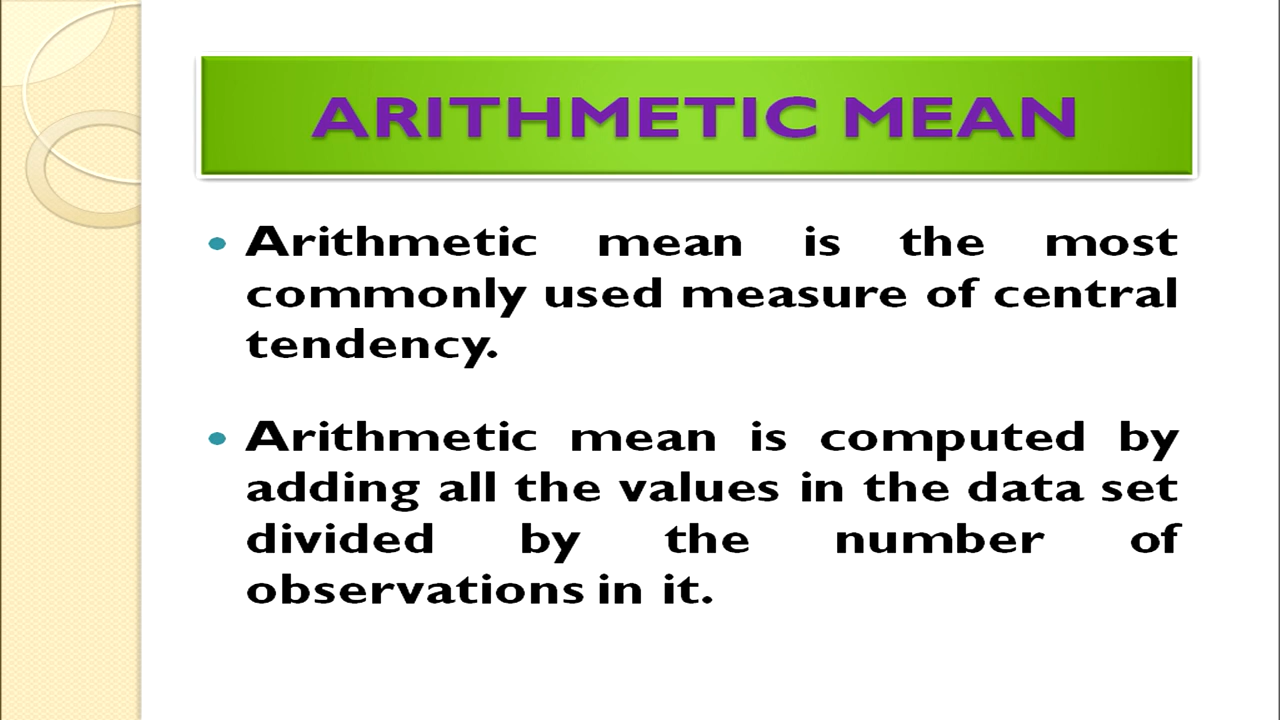 ARITHMETIC MEAN
• Arithmetic mean is the most
commonly used measure of central
tendency.
• Arithmetic mean is computed by
adding all the values in the data set
divided by the number of
observations in it.